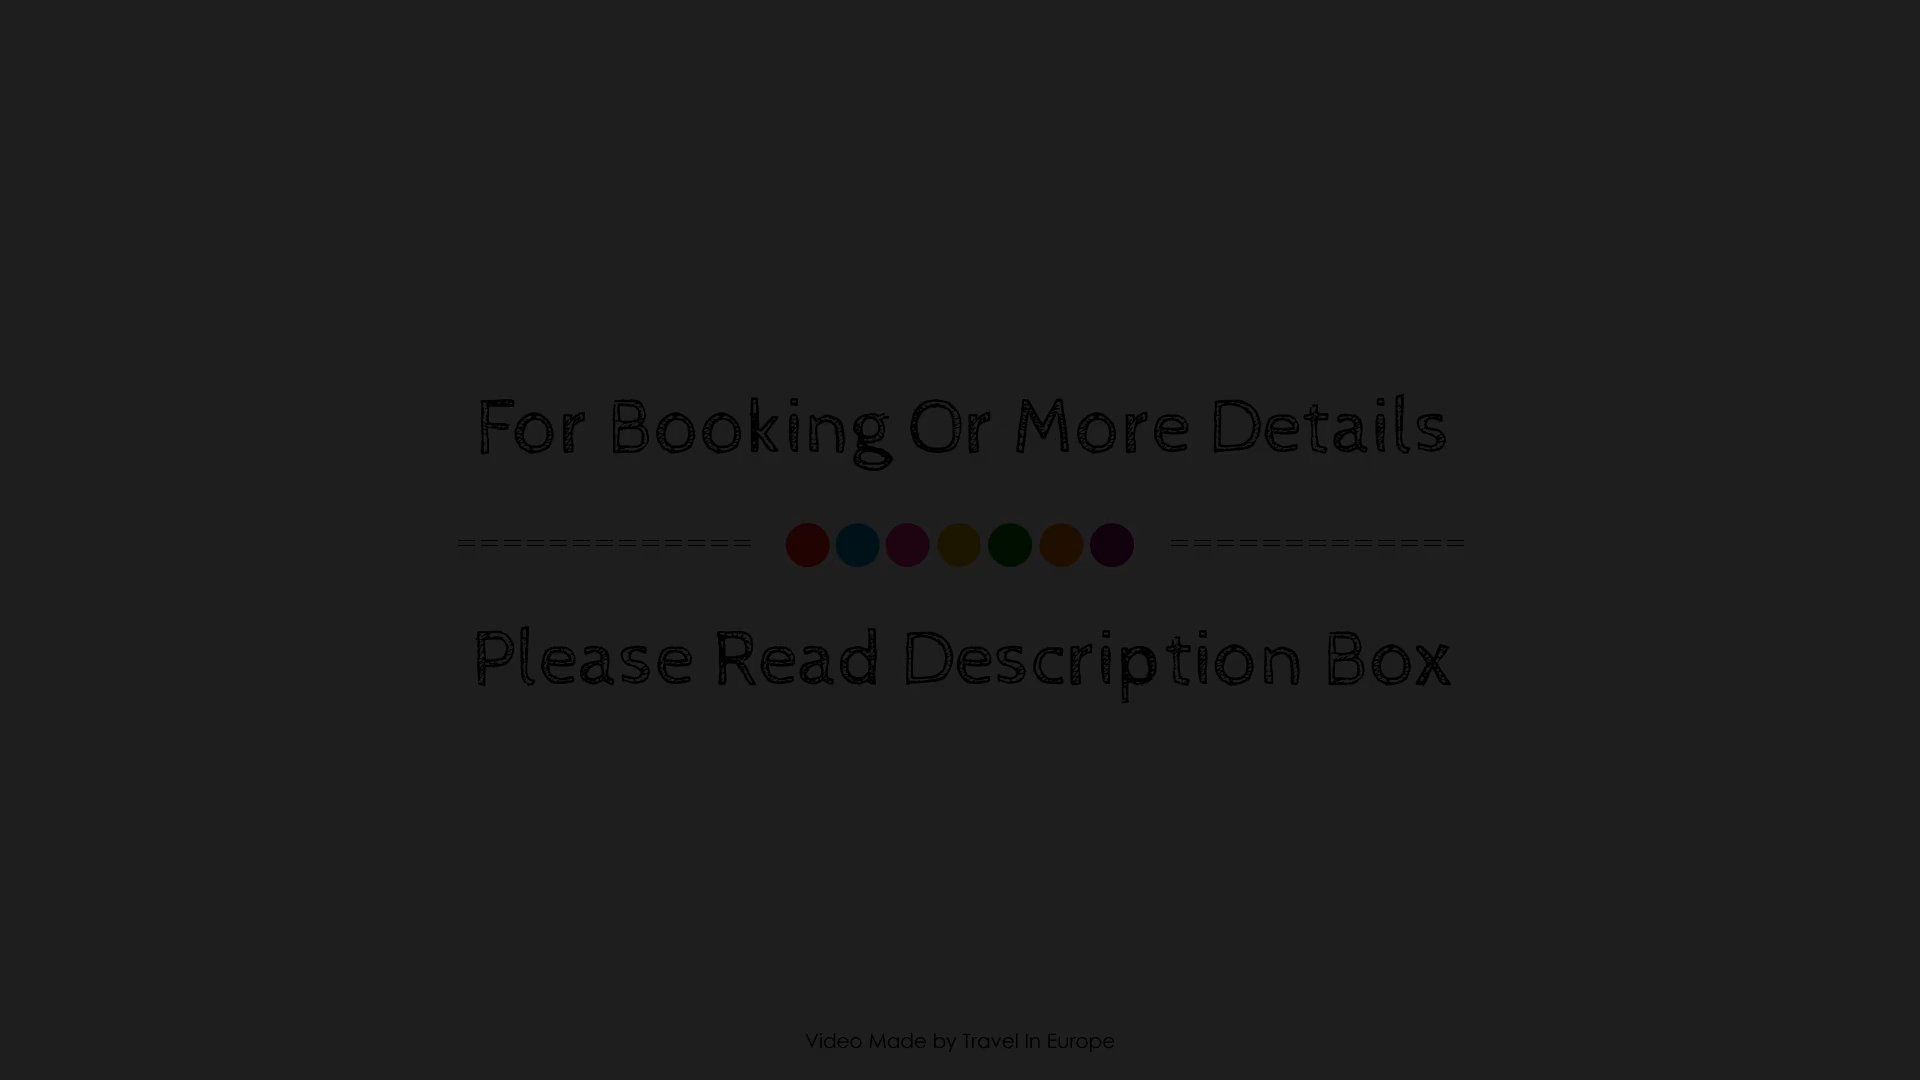 For Booking Or More Details
============= =============
Please Read Description Box
Video Made by Travel In Europe